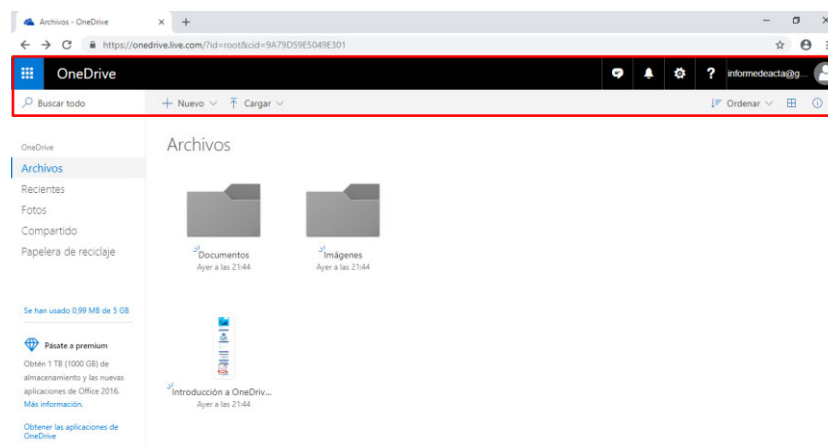 Archivos - OneDrive
https://onedrive.live.com/?id=root&cid=9A79D59E5049E301
OneDrive
?
informedeacta@g...
Buscar todo
Nuevo
Cargar
Ordenar
OneDrive
Archivos
Recientes
Fotos
Compartido
Papelera de reciclaje
Se han usado 0,99 MB de 5 GB
Pásate a premium
Obtén 1 TB (1000 GB) de
almacenamiento y las nuevas
aplicaciones de Office 2016.
Más información.
Obtener las aplicaciones de
OneDrive
Archivos
Documentos
Ayer a las 21:44
Imágenes
Ayer a las 21:44
Introducción a OneDriv...
Ayer a las 21:44